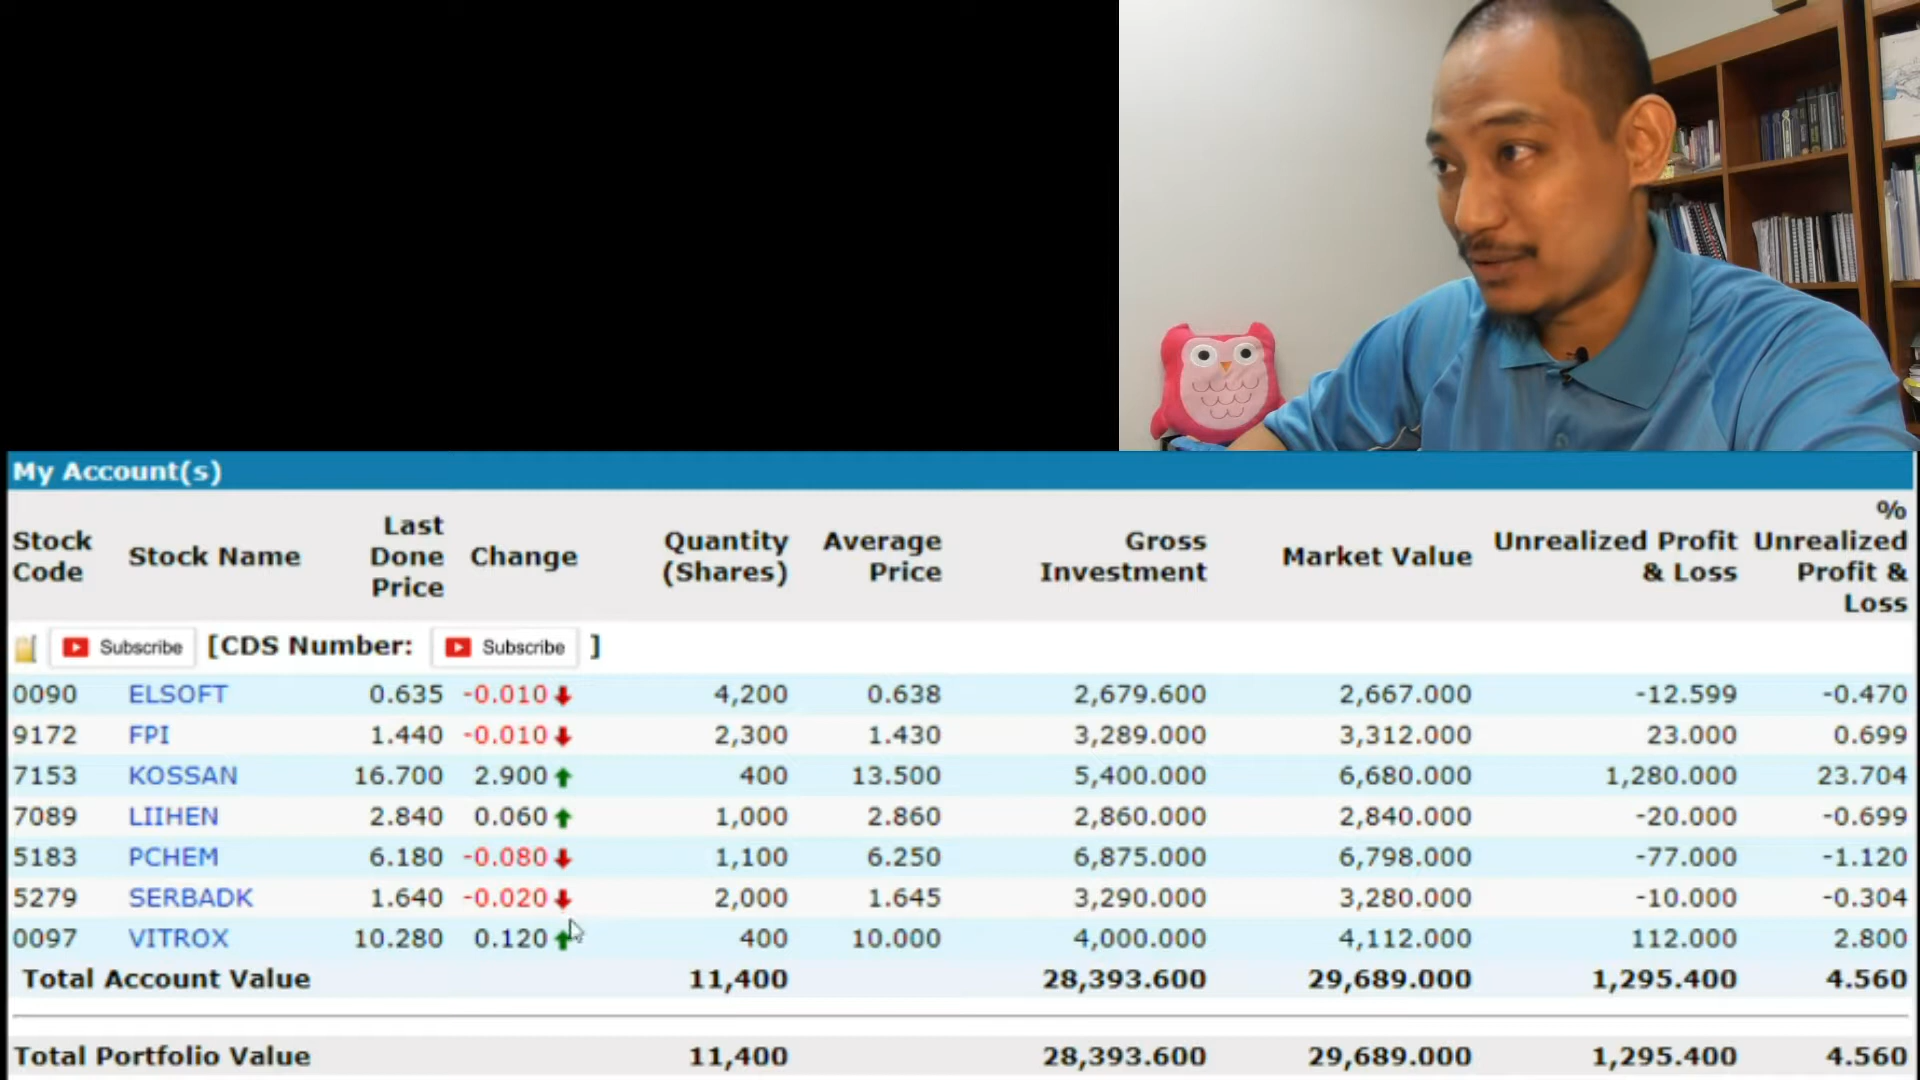 My Account(s)
Stock Code Stock Name Last Done Price Change Quantity (Shares) Average Price Gross Investment Market Value Unrealized Profit & Loss % Unrealized Profit & Loss
Subscribe [CDS Number: Subscribe ]
0090 ELSOFT 0.635 -0.010 4,200 0.638 2,679.600 2,667.000 -12.599 -0.470
9172 FPI 1.440 -0.010 2,300 1.430 3,289.000 3,312.000 23.000 0.699
7153 KOSSAN 16.700 2.900 400 13.500 5,400.000 6,680.000 1,280.000 23.704
7089 LIIHEN 2.840 0.060 1,000 2.860 2,860.000 2,840.000 -20.000 -0.699
5183 PCHEM 6.180 -0.080 1,100 6.250 6,875.000 6,798.000 -77.000 -1.120
5279 SERBADK 1.640 -0.020 2,000 1.645 3,290.000 3,280.000 -10.000 -0.304
0097 VITROX 10.280 0.120 400 10.000 4,000.000 4,112.000 112.000 2.800
Total Account Value 11,400 28,393.600 29,689.000 1,295.400 4.560
Total Portfolio Value 11,400 28,393.600 29,689.000 1,295.400 4.560